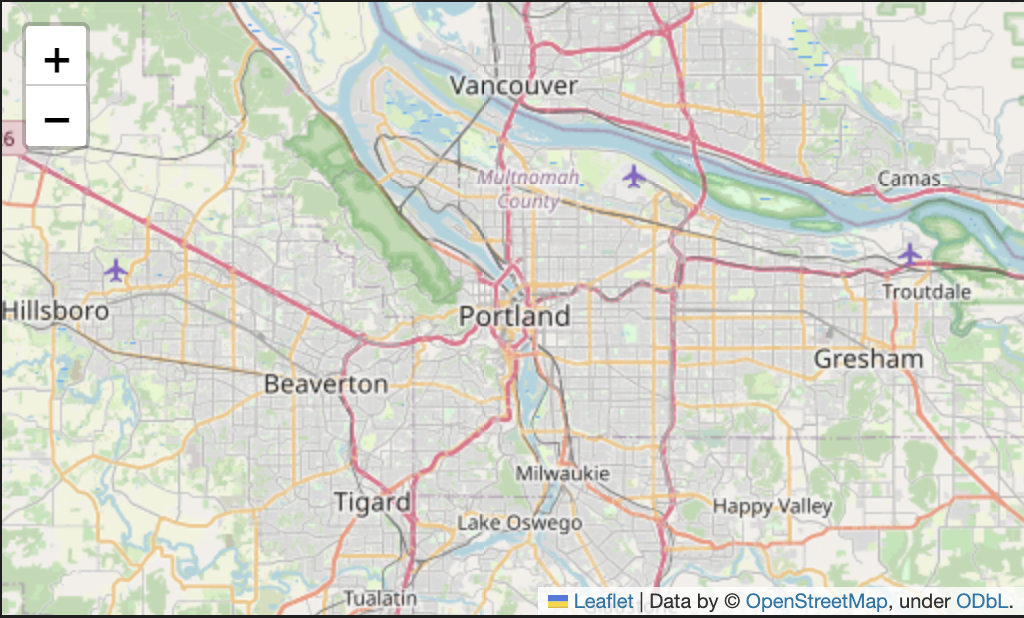 +
−
6
Vancouver
Multnomah
County
Camas
Troutdale
Hillsboro
Portland
Gresham
Beaverton
Milwaukie
Tigard
Happy Valley
Lake Oswego
Tualatin
Leaflet | Data by © OpenStreetMap, under ODbL.